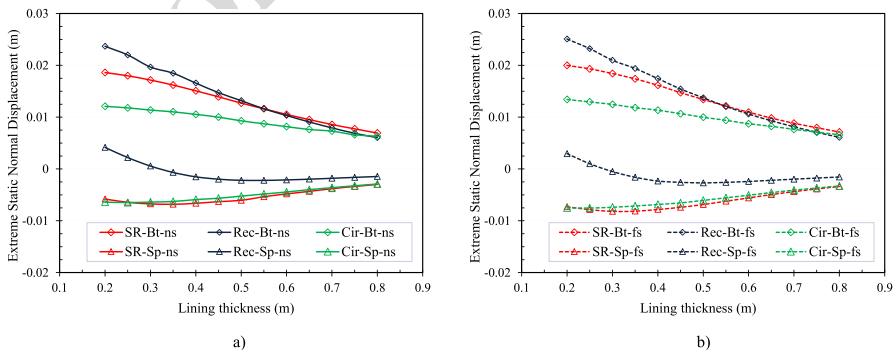 a)
Extreme Static Normal Displacement (m)
0.03
0.02
0.01
0
-0.01
-0.02
SR-Bt-ns Rec-Bt-ns Cir-Bt-ns
SR-Sp-ns Rec-Sp-ns Cir-Sp-ns
0.1 0.2 0.3 0.4 0.5 0.6 0.7 0.8 0.9
Lining thickness (m)
a)
b)
Extreme Static Normal Displacement (m)
0.03
0.02
0.01
0
-0.01
-0.02
SR-Bt-fs Rec-Bt-fs Cir-Bt-fs
SR-Sp-fs Rec-Sp-fs Cir-Sp-fs
0.1 0.2 0.3 0.4 0.5 0.6 0.7 0.8 0.9
Lining thickness (m)
b)